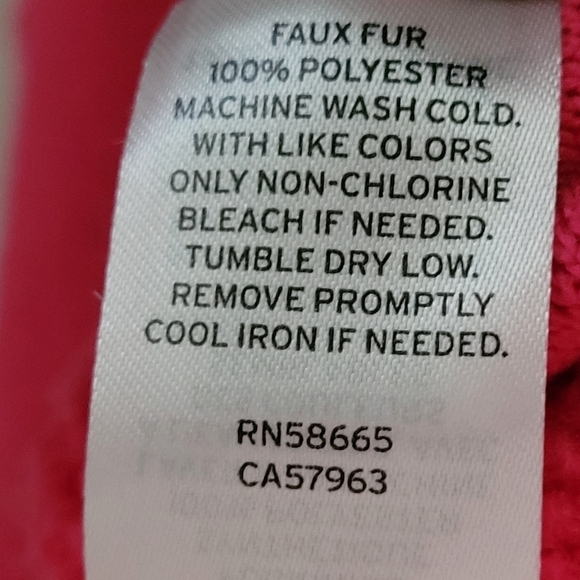 FAUX FUR
100% POLYESTER
MACHINE WASH COLD.
WITH LIKE COLORS
ONLY NON-CHLORINE
BLEACH IF NEEDED.
TUMBLE DRY LOW.
REMOVE PROMPTLY
COOL IRON IF NEEDED.
RN58665
CA57963